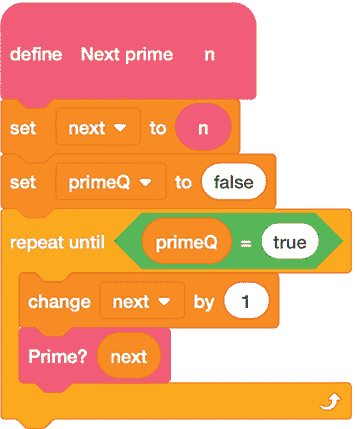 define Next prime n
set next to n
set primeQ to false
repeat until primeQ = true
change next by 1
Prime? next